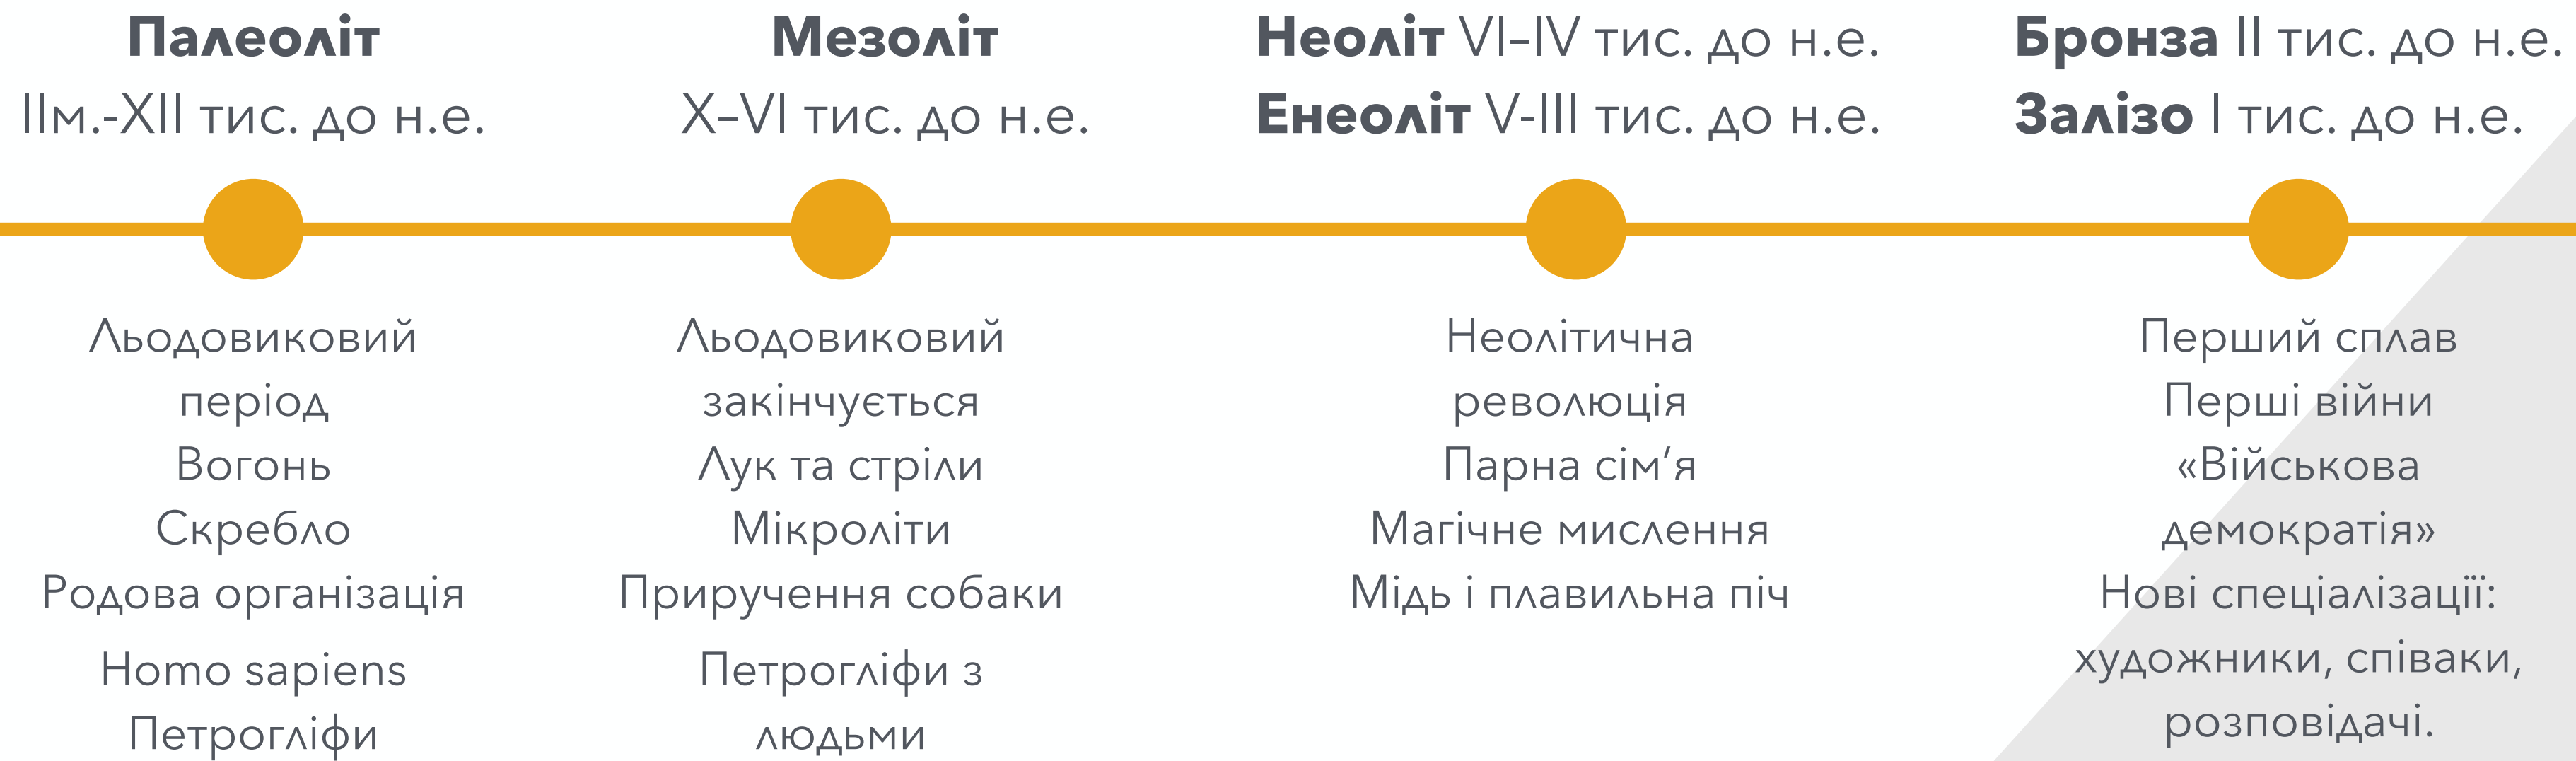 Палеоліт
ІІм.-XII тис. до н.е.
Льодовиковий
період
Вогонь
Скребло
Родова організація
Homo sapiens
Петрогліфи
Мезоліт
X–VI тис. до н.е.
Льодовиковий
закінчується
Лук та стріли
Мікроліти
Приручення собаки
Петрогліфи з
людьми
Неоліт VI–IV тис. до н.е.
Енеоліт V-III тис. до н.е.
Неолітична
революція
Парна сім’я
Магічне мислення
Мідь і плавильна піч
Бронза II тис. до н.е.
Залізо I тис. до н.е.
Перший сплав
Перші війни
«Військова
демократія»
Нові спеціалізації:
художники, співаки,
розповідачі.